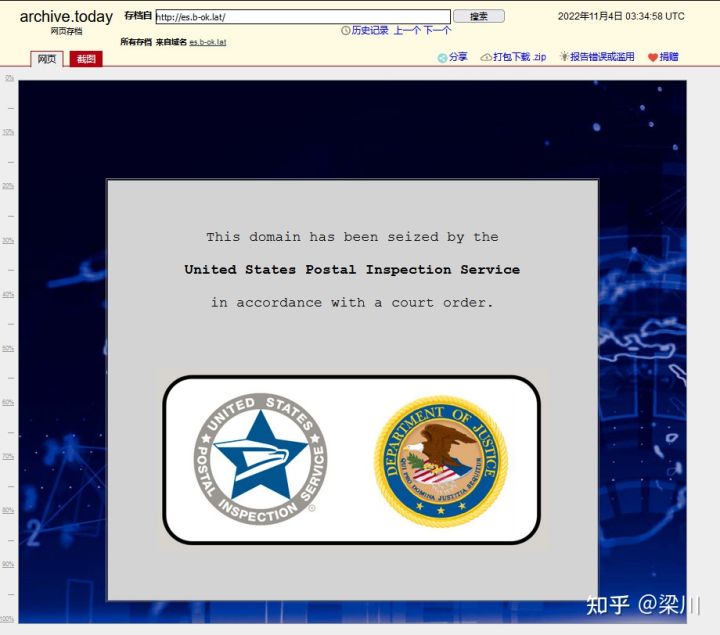 archive.today
网页存档
存档自 http://es.b-ok.lat/ 搜索
2022年11月4日 03:34:58 UTC
历史记录 上一个 下一个
所有存档 来自域名 es.b-ok.lat
网页 截图
分享 打包下载 .zip 报告错误或滥用 捐赠
0%
10%
20%
30%
40%
50%
60%
70%
80%
90%
100%
This domain has been seized by the
United States Postal Inspection Service
in accordance with a court order.
UNITED STATES
POSTAL INSPECTION SERVICE
DEPARTMENT OF JUSTICE
QUI PRO DOMINA JUSTITIA SEQUITUR
2
知乎 @梁川